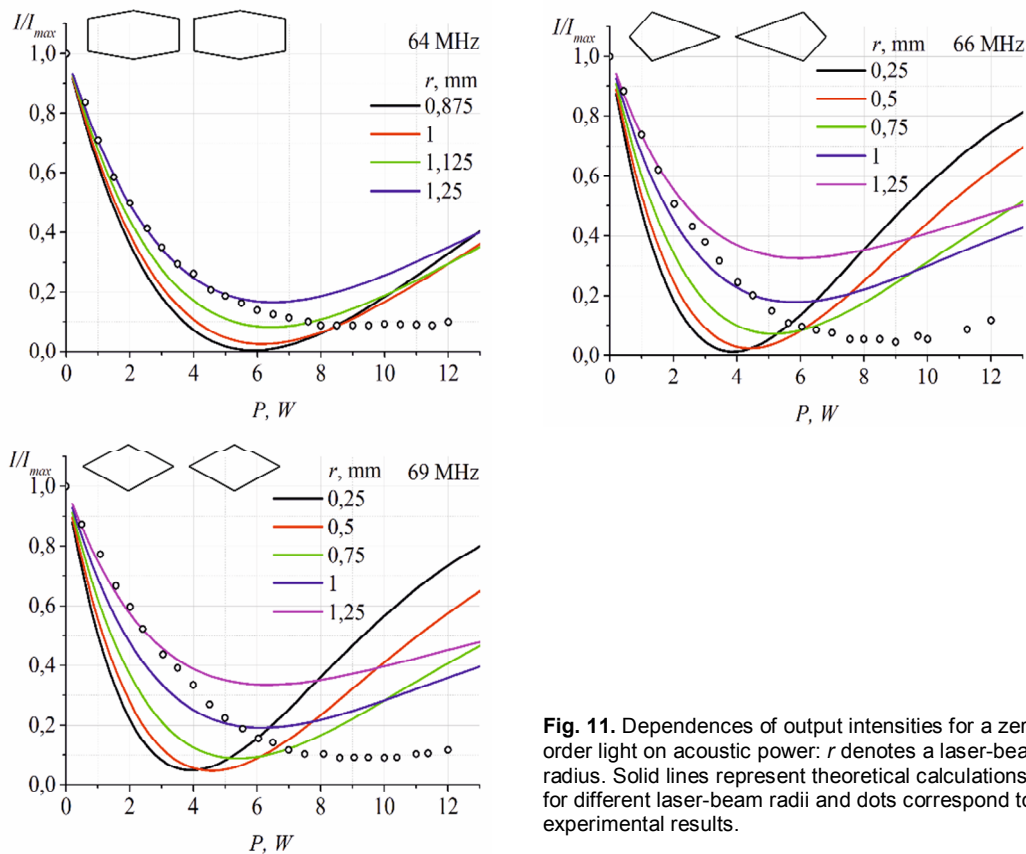 I/Imax
64 MHz
r, mm
0,875
1
1,125
1,25
1,0
0,8
0,6
0,4
0,2
0,0
0 2 4 6 8 10 12
P, W
I/Imax
66 MHz
r, mm
0,25
0,5
0,75
1
1,25
1,0
0,8
0,6
0,4
0,2
0,0
0 2 4 6 8 10 12
P, W
I/Imax
69 MHz
r, mm
0,25
0,5
0,75
1
1,25
1,0
0,8
0,6
0,4
0,2
0,0
0 2 4 6 8 10 12
P, W
Fig. 11. Dependences of output intensities for a zer
order light on acoustic power: r denotes a laser-bea
radius. Solid lines represent theoretical calculations
for different laser-beam radii and dots correspond to
experimental results.